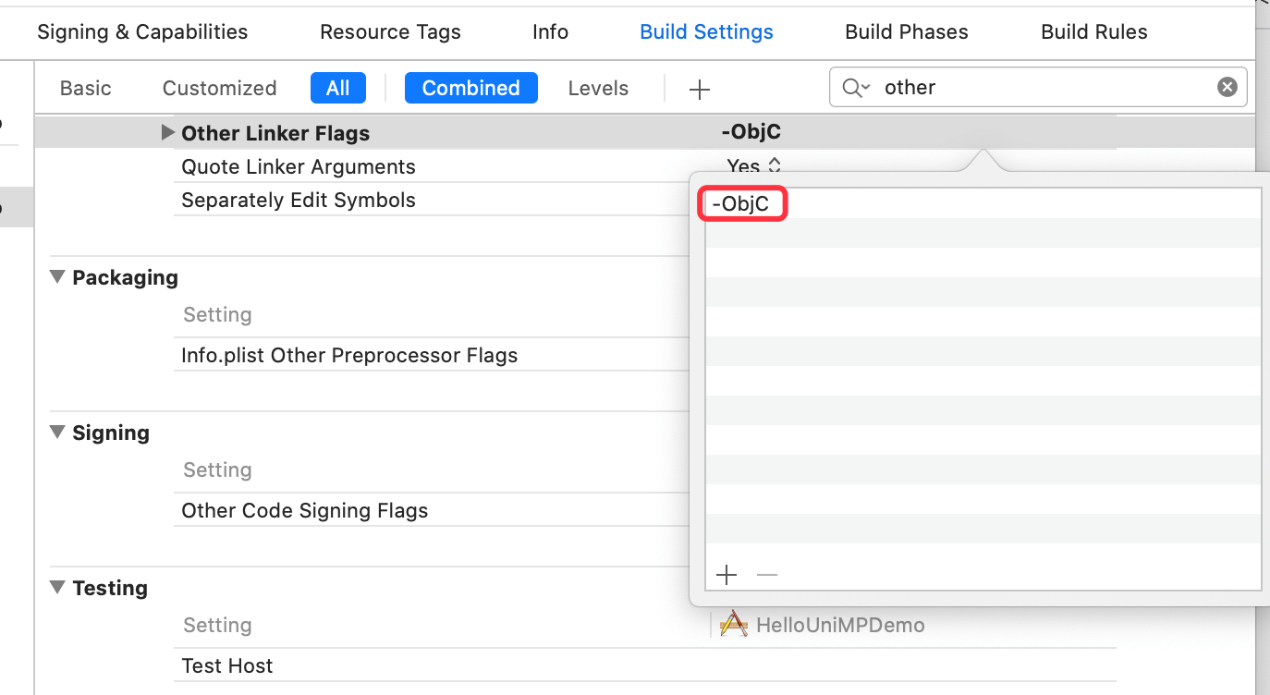 Signing & Capabilities Resource Tags Info Build Settings Build Phases Build Rules
Basic Customized All Combined Levels + other
Other Linker Flags -ObjC
Quote Linker Arguments Yes
Separately Edit Symbols
-ObjC
Packaging
Setting
Info.plist Other Preprocessor Flags
Signing
Setting
Other Code Signing Flags
Testing
Setting HelloUniMPDemo
Test Host